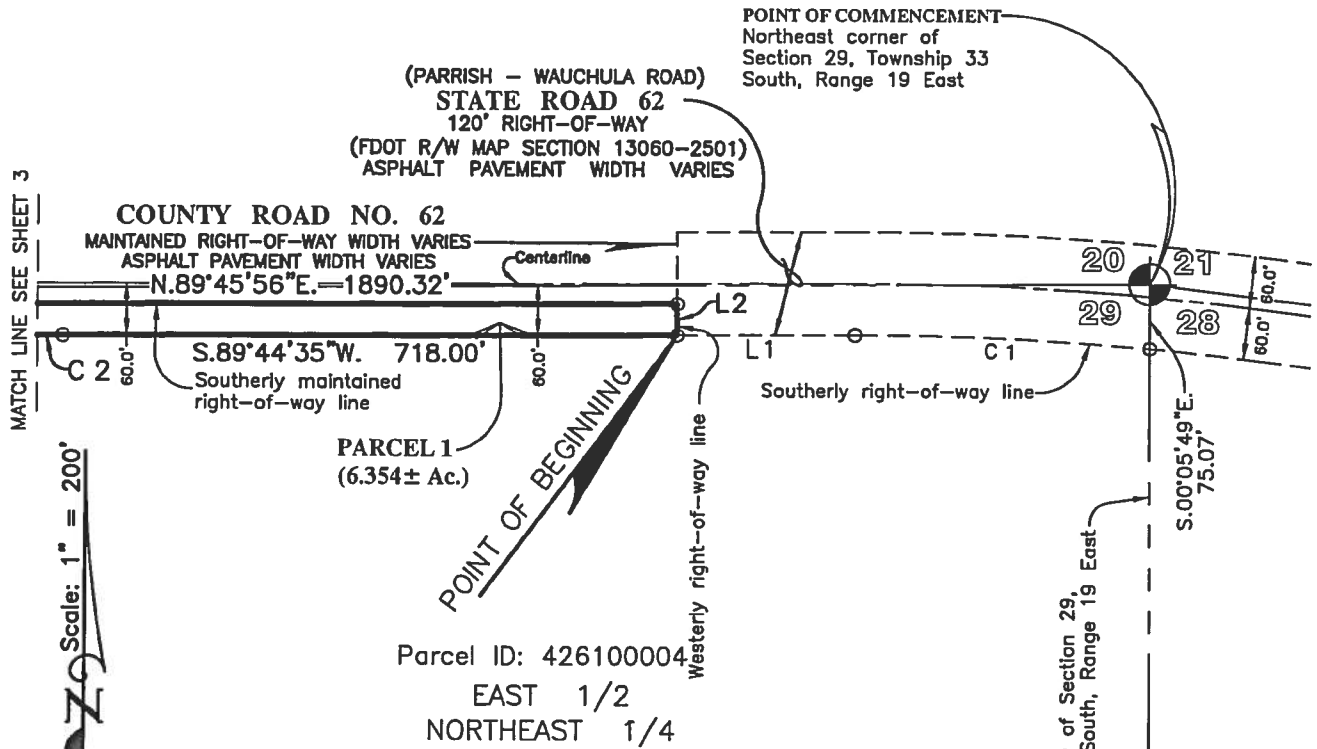 POINT OF COMMENCEMENT
Northeast corner of
Section 29, Township 33
South, Range 19 East
(PARRISH – WAUCHULA ROAD)
STATE ROAD 62
120' RIGHT–OF–WAY
(FDOT R/W MAP SECTION 13060–2501)
ASPHALT PAVEMENT WIDTH VARIES
MATCH LINE SEE SHEET 3
COUNTY ROAD NO. 62
MAINTAINED RIGHT–OF–WAY WIDTH VARIES
ASPHALT PAVEMENT WIDTH VARIES
Centerline
N.89°45'56"E.—1890.32'
20
21
29
28
60.0'
60.0'
L2
L1
C1
C 2
60.0'
S.89°44'35"W. 718.00'
60.0'
Southerly maintained
right–of–way line
Southerly right–of–way line
PARCEL 1
(6.354± Ac.)
POINT OF BEGINNING
Westerly right–of–way line
S.00°05'49"E.
75.07'
Scale: 1" = 200'
N
Parcel ID: 426100004
EAST 1/2
NORTHEAST 1/4
of Section 29,
South, Range 19 East